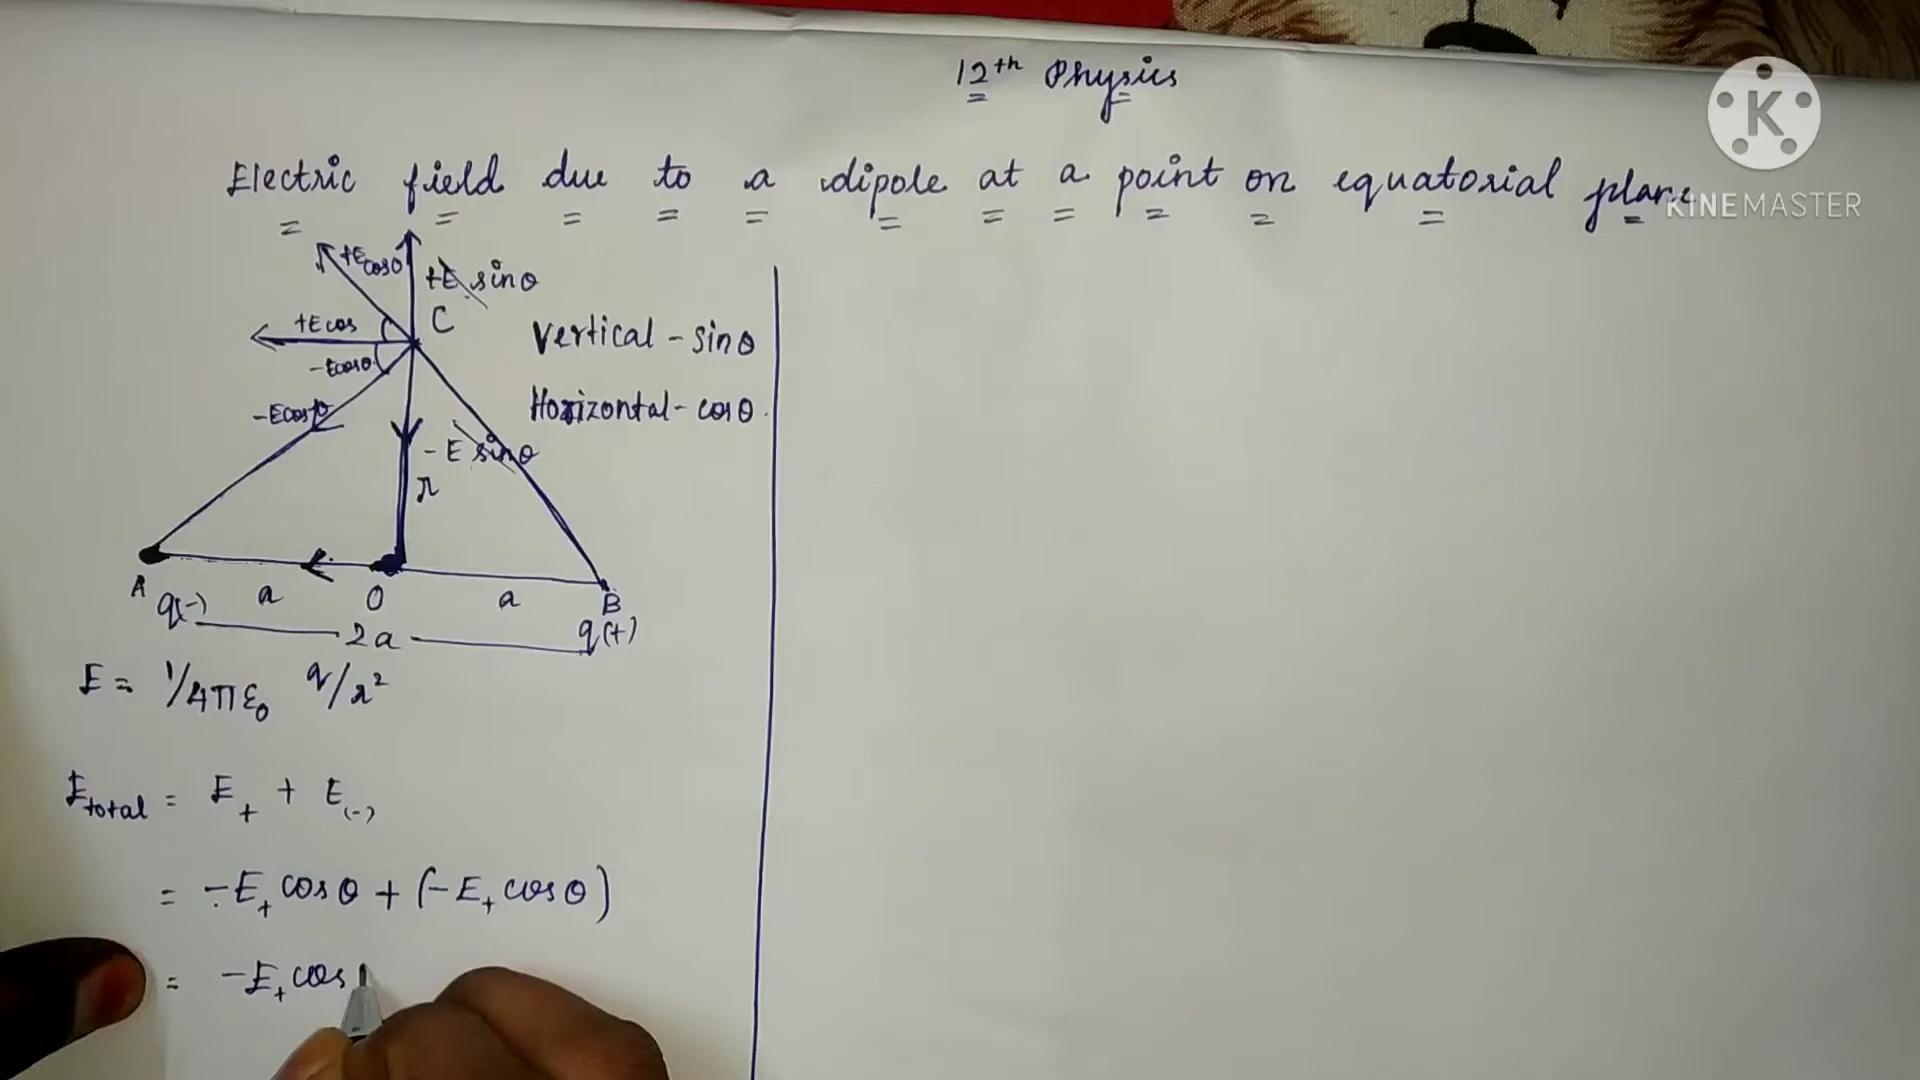 12th Physics
K
KINEMASTER
Electric field due to a dipole at a point on equatorial plane
+E cosθ
+E sinθ
+E cos
C
Vertical - sinθ
-E cosθ
Horizontal - cosθ
-E cosθ
-E sinθ
r
A
a
O
a
B
q(-)
2a
q(+)
E = 1/4πε₀ q/r²
E total = E₊ + E₍₋₎
= -E₊ cosθ + (-E₊ cosθ)
= -E₊ cos